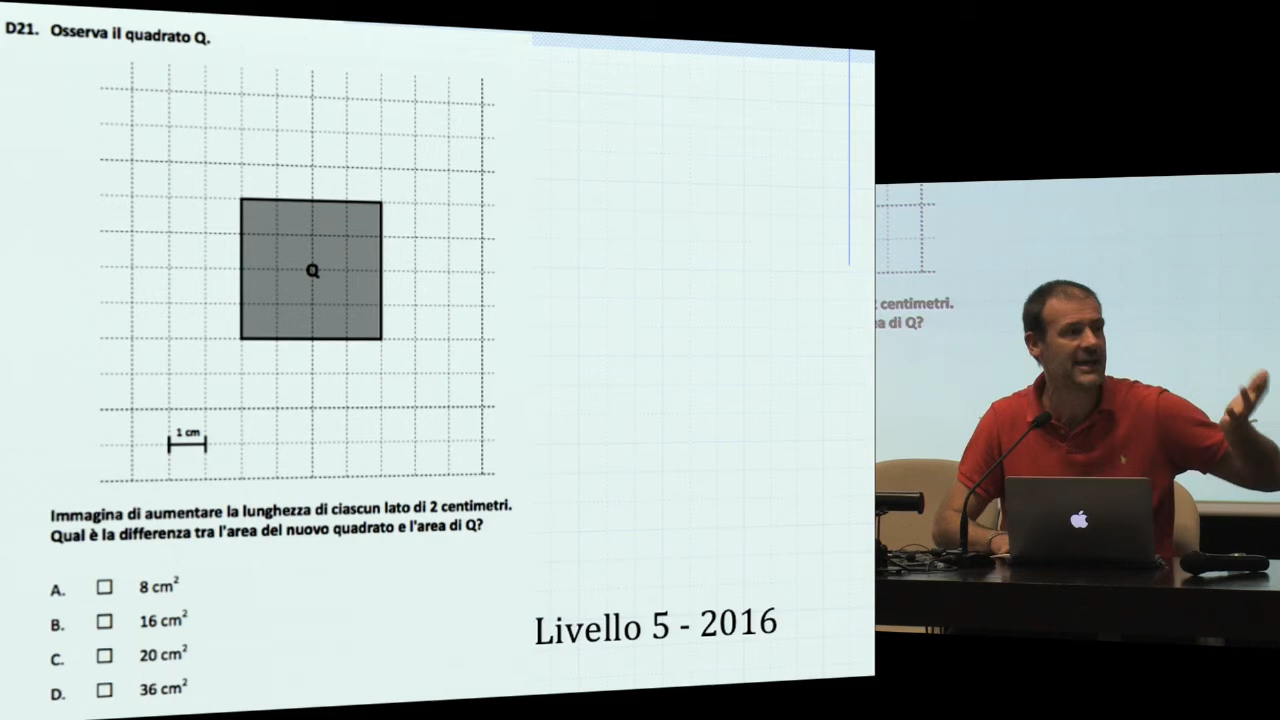 D21. Osserva il quadrato Q.
Q
1 cm
Immagina di aumentare la lunghezza di ciascun lato di 2 centimetri.
Qual è la differenza tra l'area del nuovo quadrato e l'area di Q?
A. 8 cm²
B. 16 cm²
C. 20 cm²
D. 36 cm²
Livello 5 - 2016
centimetri.
di Q?